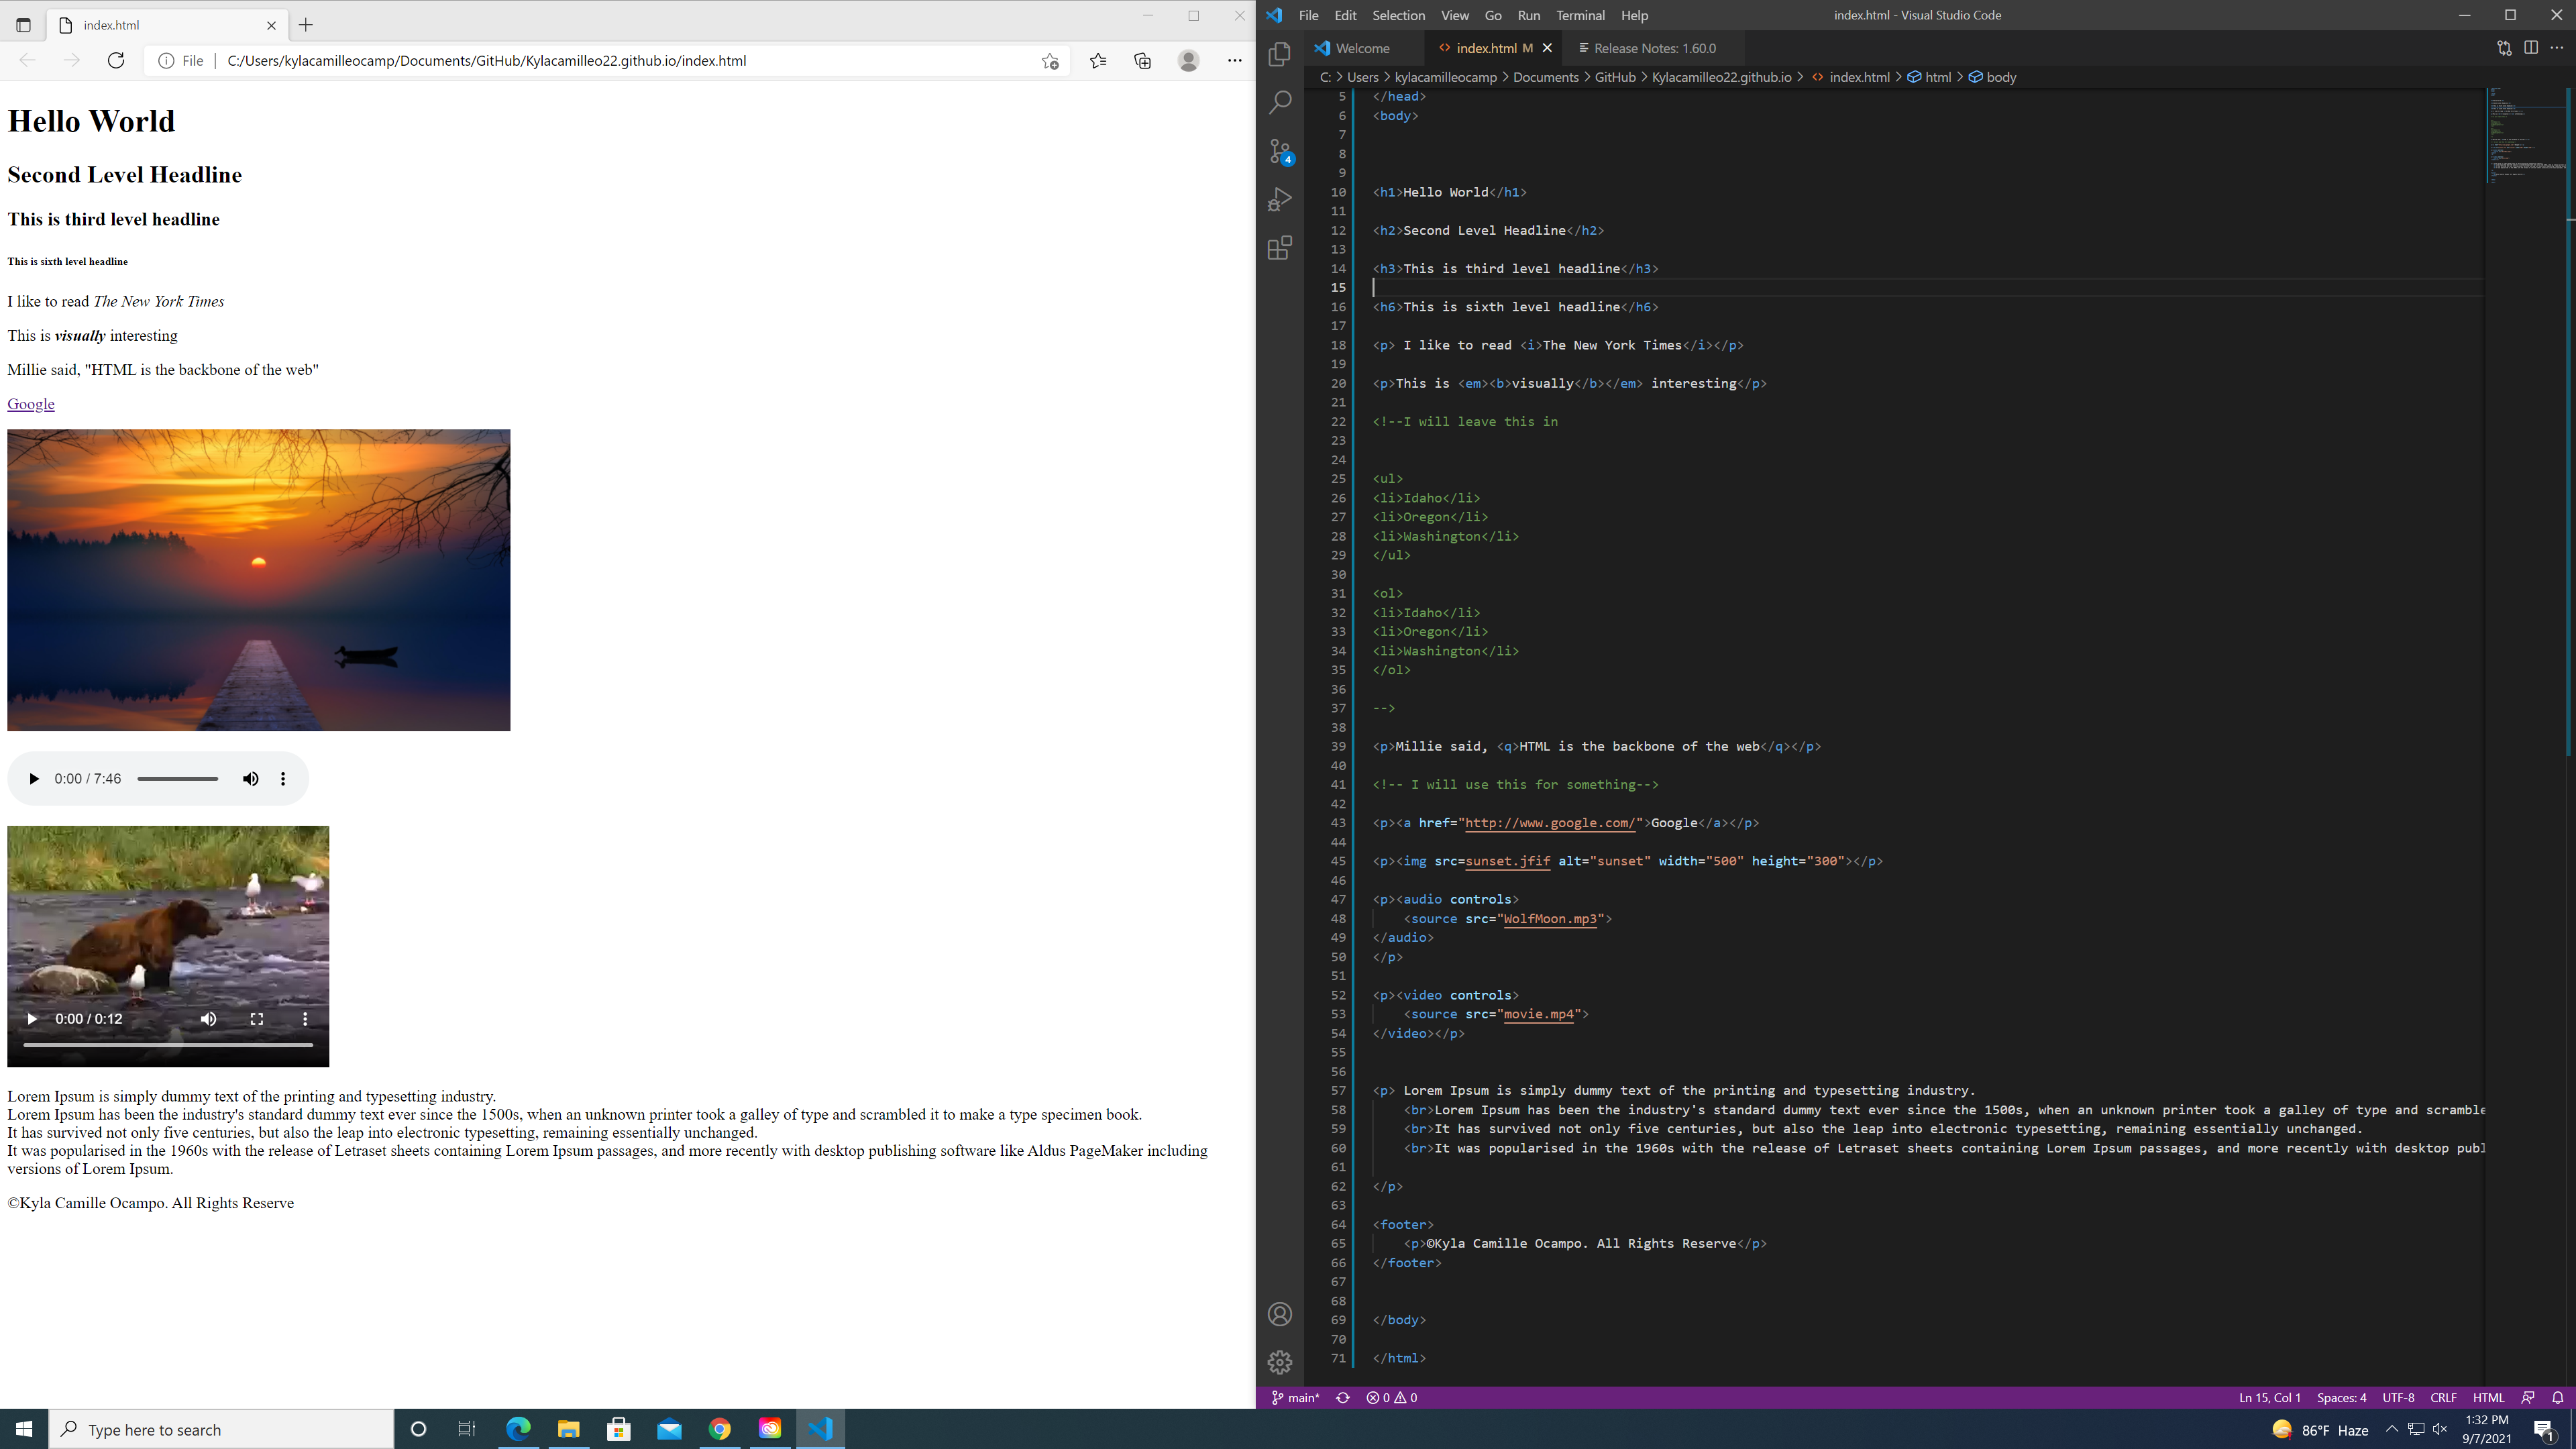 index.html
File
C:/Users/kylacamilleocamp/Documents/GitHub/Kylacamilleo22.github.io/index.html
Hello World
Second Level Headline
This is third level headline
This is sixth level headline
I like to read The New York Times
This is visually interesting
Millie said, "HTML is the backbone of the web"
Google
0:00 / 7:46
0:00 / 0:12
Lorem Ipsum is simply dummy text of the printing and typesetting industry.
Lorem Ipsum has been the industry's standard dummy text ever since the 1500s, when an unknown printer took a galley of type and scrambled it to make a type specimen book.
It has survived not only five centuries, but also the leap into electronic typesetting, remaining essentially unchanged.
It was popularised in the 1960s with the release of Letraset sheets containing Lorem Ipsum passages, and more recently with desktop publishing software like Aldus PageMaker including
versions of Lorem Ipsum.
©Kyla Camille Ocampo. All Rights Reserve
File Edit Selection View Go Run Terminal Help
index.html - Visual Studio Code
Welcome
index.html M
Release Notes: 1.60.0
C: > Users > kylacamilleocamp > Documents > GitHub > Kylacamilleo22.github.io > index.html > html > body
4
5 </head>
6 <body>
7
8
9
10 <h1>Hello World</h1>
11
12 <h2>Second Level Headline</h2>
13
14 <h3>This is third level headline</h3>
15
16 <h6>This is sixth level headline</h6>
17
18 <p> I like to read <i>The New York Times</i></p>
19
20 <p>This is <em><b>visually</b></em> interesting</p>
21
22 <!--I will leave this in
23
24
25 <ul>
26 <li>Idaho</li>
27 <li>Oregon</li>
28 <li>Washington</li>
29 </ul>
30
31 <ol>
32 <li>Idaho</li>
33 <li>Oregon</li>
34 <li>Washington</li>
35 </ol>
36
37 -->
38
39 <p>Millie said, <q>HTML is the backbone of the web</q></p>
40
41 <!-- I will use this for something-->
42
43 <p><a href="http://www.google.com/">Google</a></p>
44
45 <p><img src=sunset.jfif alt="sunset" width="500" height="300"></p>
46
47 <p><audio controls>
48 <source src="WolfMoon.mp3">
49 </audio>
50 </p>
51
52 <p><video controls>
53 <source src="movie.mp4">
54 </video></p>
55
56
57 <p> Lorem Ipsum is simply dummy text of the printing and typesetting industry.
58 <br>Lorem Ipsum has been the industry's standard dummy text ever since the 1500s, when an unknown printer took a galley of type and scramble
59 <br>It has survived not only five centuries, but also the leap into electronic typesetting, remaining essentially unchanged.
60 <br>It was popularised in the 1960s with the release of Letraset sheets containing Lorem Ipsum passages, and more recently with desktop publ
61
62 </p>
63
64 <footer>
65 <p>©Kyla Camille Ocampo. All Rights Reserve</p>
66 </footer>
67
68
69 </body>
70
71 </html>
main* 0 0
Ln 15, Col 1 Spaces: 4 UTF-8 CRLF HTML
Type here to search
86°F Haze
1:32 PM
9/7/2021
1